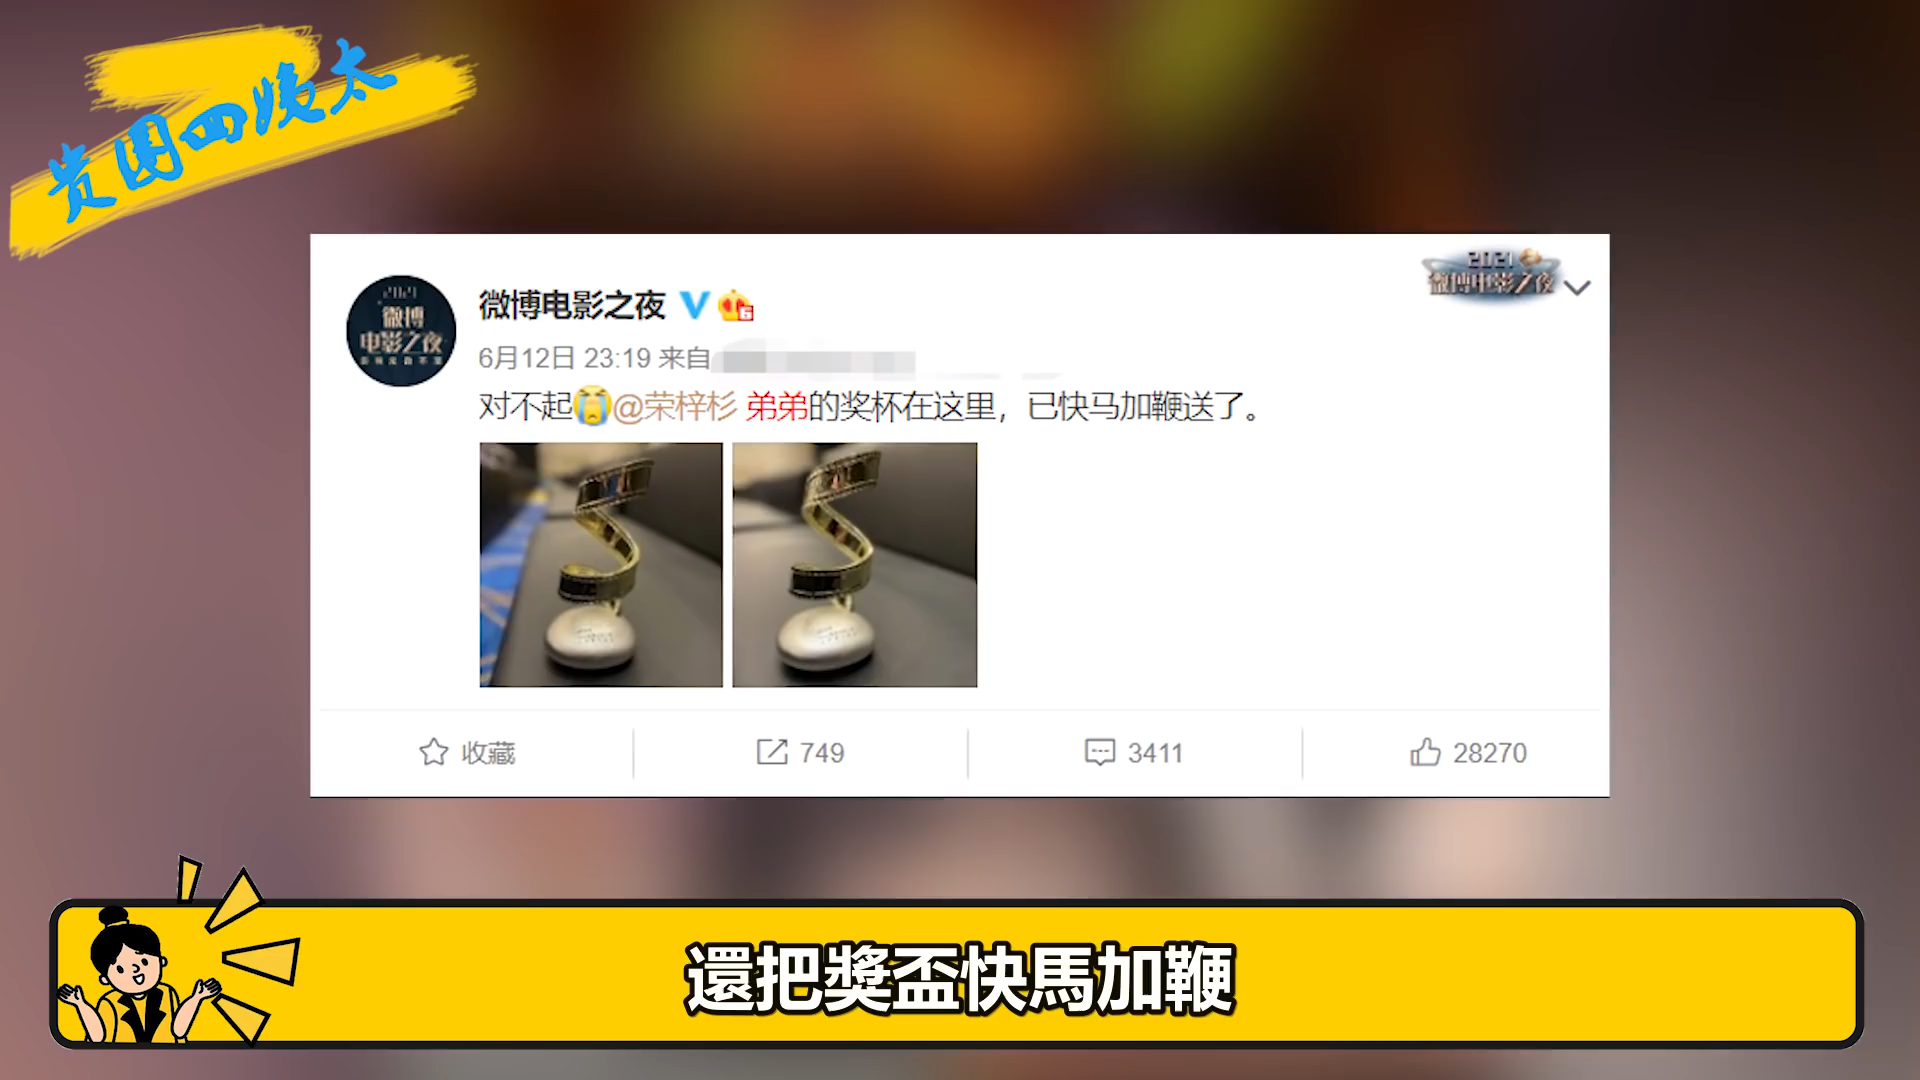 贵圈四姨太
2021
微博电影之夜
2021
微博
电影之夜
微博电影之夜
6月12日 23:19 来自
对不起😭@荣梓杉 弟弟的奖杯在这里，已快马加鞭送了。
收藏
749
3411
28270
還把獎盃快馬加鞭